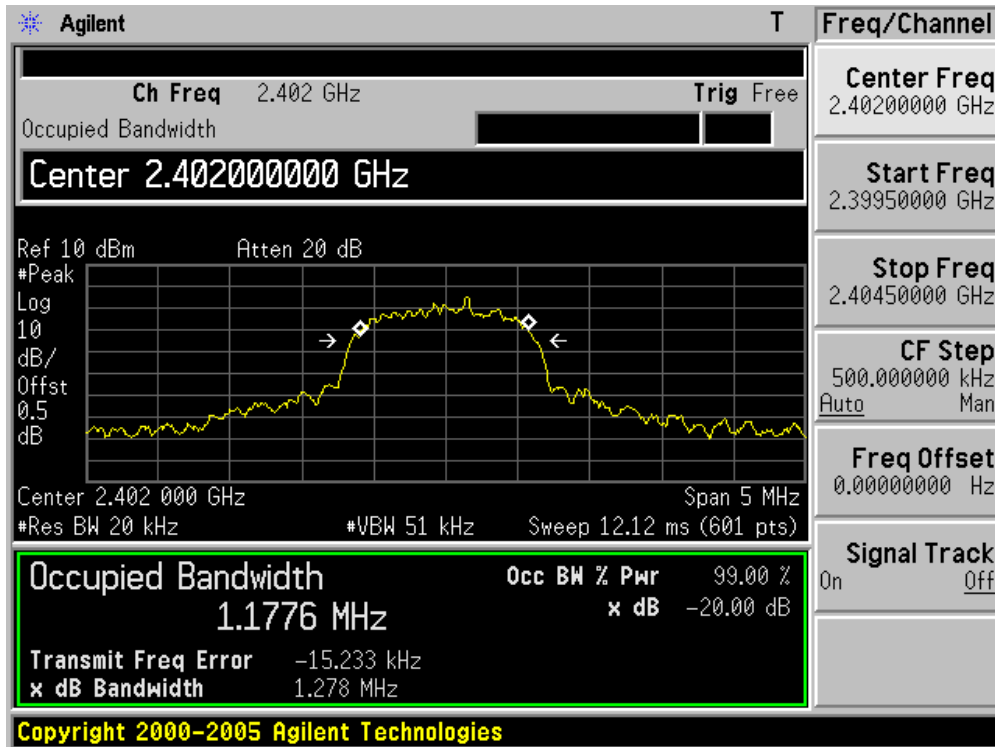 Agilent T
Ch Freq 2.402 GHz Trig Free
Occupied Bandwidth
Center 2.402000000 GHz
Ref 10 dBm Atten 20 dB
#Peak
Log
10
dB/
Offst
0.5
dB
Center 2.402 000 GHz Span 5 MHz
#Res BW 20 kHz #VBW 51 kHz Sweep 12.12 ms (601 pts)
Occupied Bandwidth Occ BW % Pwr 99.00 %
1.1776 MHz x dB -20.00 dB
Transmit Freq Error -15.233 kHz
x dB Bandwidth 1.278 MHz
Copyright 2000-2005 Agilent Technologies
Freq/Channel
Center Freq
2.40200000 GHz
Start Freq
2.39950000 GHz
Stop Freq
2.40450000 GHz
CF Step
500.000000 kHz
Auto Man
Freq Offset
0.00000000 Hz
Signal Track
On Off